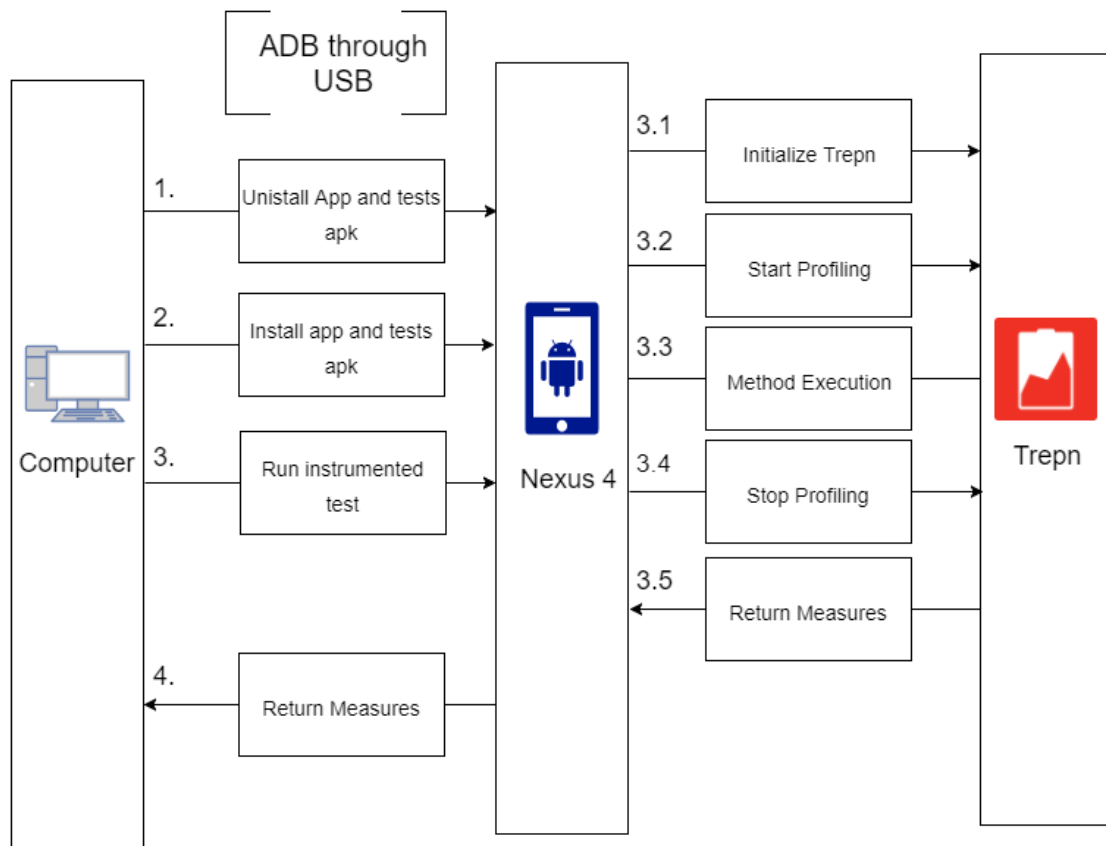 ADB through
USB
1.
Unistall App and tests
apk
2.
Install app and tests
apk
3.
Run instrumented
test
4.
Return Measures
Computer
Nexus 4
3.1
Initialize Trepn
3.2
Start Profiling
3.3
Method Execution
3.4
Stop Profiling
3.5
Return Measures
Trepn